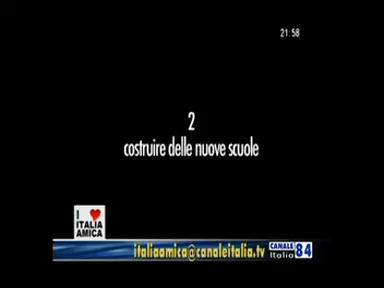 21:58
2
costruire delle nuove scuole
I ❤
ITALIA
AMICA
italiaamica@canaleitalia.tv
CANALE
Italia 84